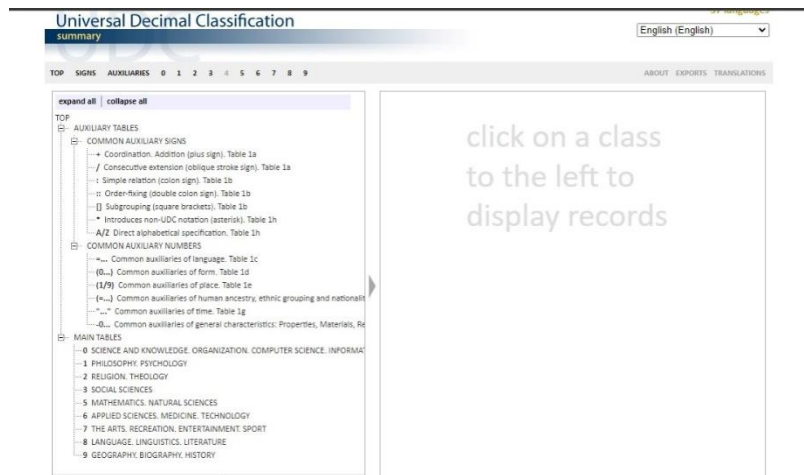 57 languages
Universal Decimal Classification
summary
English (English)
TOP SIGNS AUXILIARIES 0 1 2 3 4 5 6 7 8 9
ABOUT EXPORTS TRANSLATIONS
expand all | collapse all
TOP
AUXILIARY TABLES
COMMON AUXILIARY SIGNS
+ Coordination. Addition (plus sign). Table 1a
/ Consecutive extension (oblique stroke sign). Table 1a
: Simple relation (colon sign). Table 1b
:: Order-fixing (double colon sign). Table 1b
[] Subgrouping (square brackets). Table 1b
* Introduces non-UDC notation (asterisk). Table 1h
A/Z Direct alphabetical specification. Table 1h
COMMON AUXILIARY NUMBERS
=... Common auxiliaries of language. Table 1c
(0...) Common auxiliaries of form. Table 1d
(1/9) Common auxiliaries of place. Table 1e
(=...) Common auxiliaries of human ancestry, ethnic grouping and nationalit
"..." Common auxiliaries of time. Table 1g
-0... Common auxiliaries of general characteristics: Properties, Materials, Re
MAIN TABLES
0 SCIENCE AND KNOWLEDGE. ORGANIZATION. COMPUTER SCIENCE. INFORMAT
1 PHILOSOPHY. PSYCHOLOGY
2 RELIGION. THEOLOGY
3 SOCIAL SCIENCES
5 MATHEMATICS. NATURAL SCIENCES
6 APPLIED SCIENCES. MEDICINE. TECHNOLOGY
7 THE ARTS. RECREATION. ENTERTAINMENT. SPORT
8 LANGUAGE. LINGUISTICS. LITERATURE
9 GEOGRAPHY. BIOGRAPHY. HISTORY
click on a class
to the left to
display records